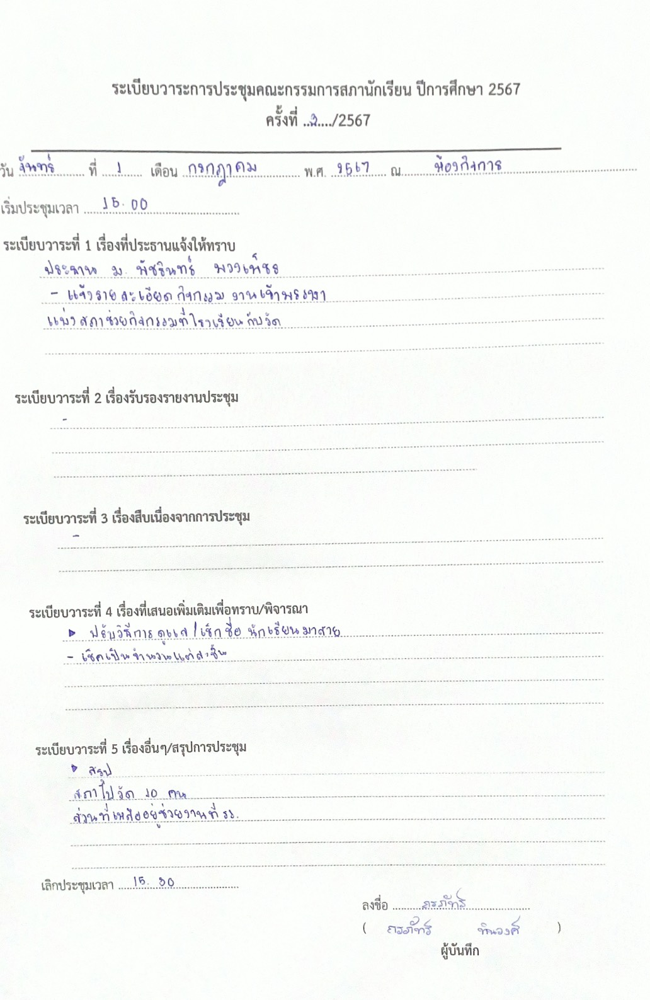 ระเบียบวาระการประชุมคณะกรรมการสภานักเรียน ปีการศึกษา 2567
ครั้งที่ ..3..../2567
วัน จันทร์ ที่ 1 เดือน กรกฎาคม พ.ศ. 2567 ณ ห้องกิจการ
เริ่มประชุมเวลา 15.00
ระเบียบวาระที่ 1 เรื่องที่ประธานแจ้งให้ทราบ
ประธาน ม. พัชรินทร์ พวงเพ็ชร
- แจ้งรายละเอียดกิจกรรม งานเข้าพรรษา
แบ่งสภาช่วยกิจกรรมที่โรงเรียนกับวัด
ระเบียบวาระที่ 2 เรื่องรับรองรายงานประชุม
-
ระเบียบวาระที่ 3 เรื่องสืบเนื่องจากการประชุม
-
ระเบียบวาระที่ 4 เรื่องที่เสนอเพิ่มเติมเพื่อทราบ/พิจารณา
ปรับวิธีการดูแล/เช็กชื่อ นักเรียนมาสาย
- เช็คเป็นจำนวนแต่ละชั้น
ระเบียบวาระที่ 5 เรื่องอื่นๆ/สรุปการประชุม
สรุป
สภาไปวัด 20 คน
ส่วนที่เหลืออยู่ช่วยงานที่ รร.
เลิกประชุมเวลา 15.30
ลงชื่อ ภรภัทร์
( ภรภัทร์ )
ผู้บันทึก